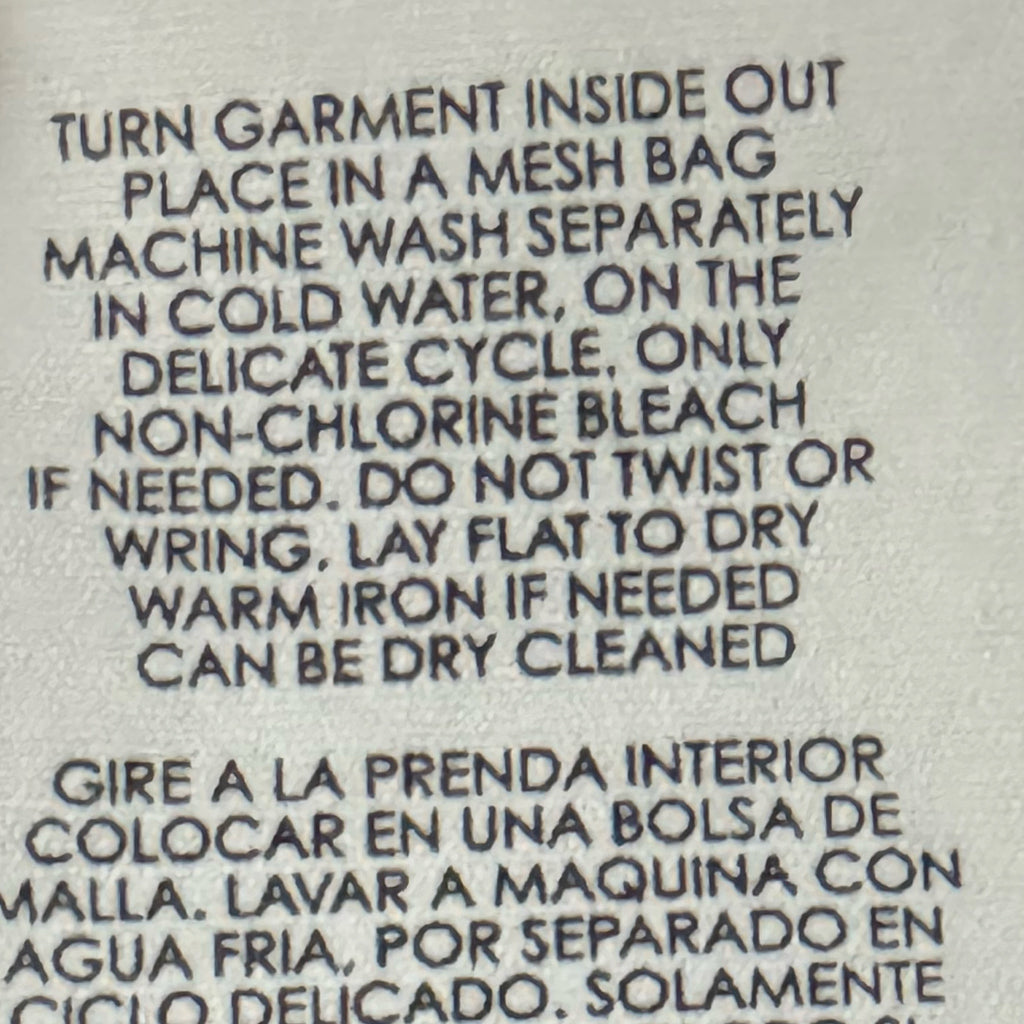 TURN GARMENT INSIDE OUT
PLACE IN A MESH BAG
MACHINE WASH SEPARATELY
IN COLD WATER, ON THE
DELICATE CYCLE. ONLY
NON-CHLORINE BLEACH
IF NEEDED. DO NOT TWIST OR
WRING. LAY FLAT TO DRY
WARM IRON IF NEEDED
CAN BE DRY CLEANED
GIRE A LA PRENDA INTERIOR
COLOCAR EN UNA BOLSA DE
MALLA. LAVAR A MAQUINA CON
AGUA FRIA, POR SEPARADO EN
CICLO DELICADO. SOLAMENTE